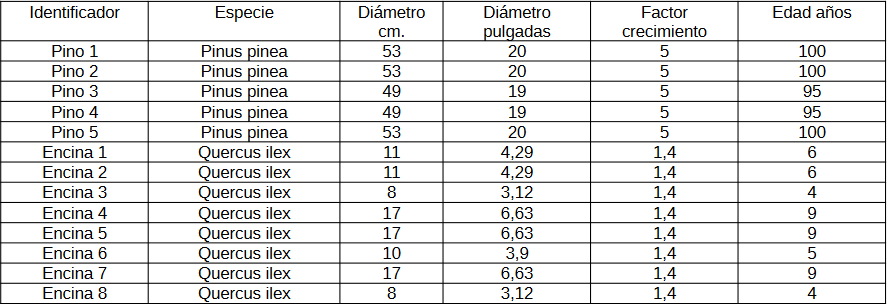 Identificador Especie Diámetro cm. Diámetro pulgadas Factor crecimiento Edad años
Pino 1 Pinus pinea 53 20 5 100
Pino 2 Pinus pinea 53 20 5 100
Pino 3 Pinus pinea 49 19 5 95
Pino 4 Pinus pinea 49 19 5 95
Pino 5 Pinus pinea 53 20 5 100
Encina 1 Quercus ilex 11 4,29 1,4 6
Encina 2 Quercus ilex 11 4,29 1,4 6
Encina 3 Quercus ilex 8 3,12 1,4 4
Encina 4 Quercus ilex 17 6,63 1,4 9
Encina 5 Quercus ilex 17 6,63 1,4 9
Encina 6 Quercus ilex 10 3,9 1,4 5
Encina 7 Quercus ilex 17 6,63 1,4 9
Encina 8 Quercus ilex 8 3,12 1,4 4